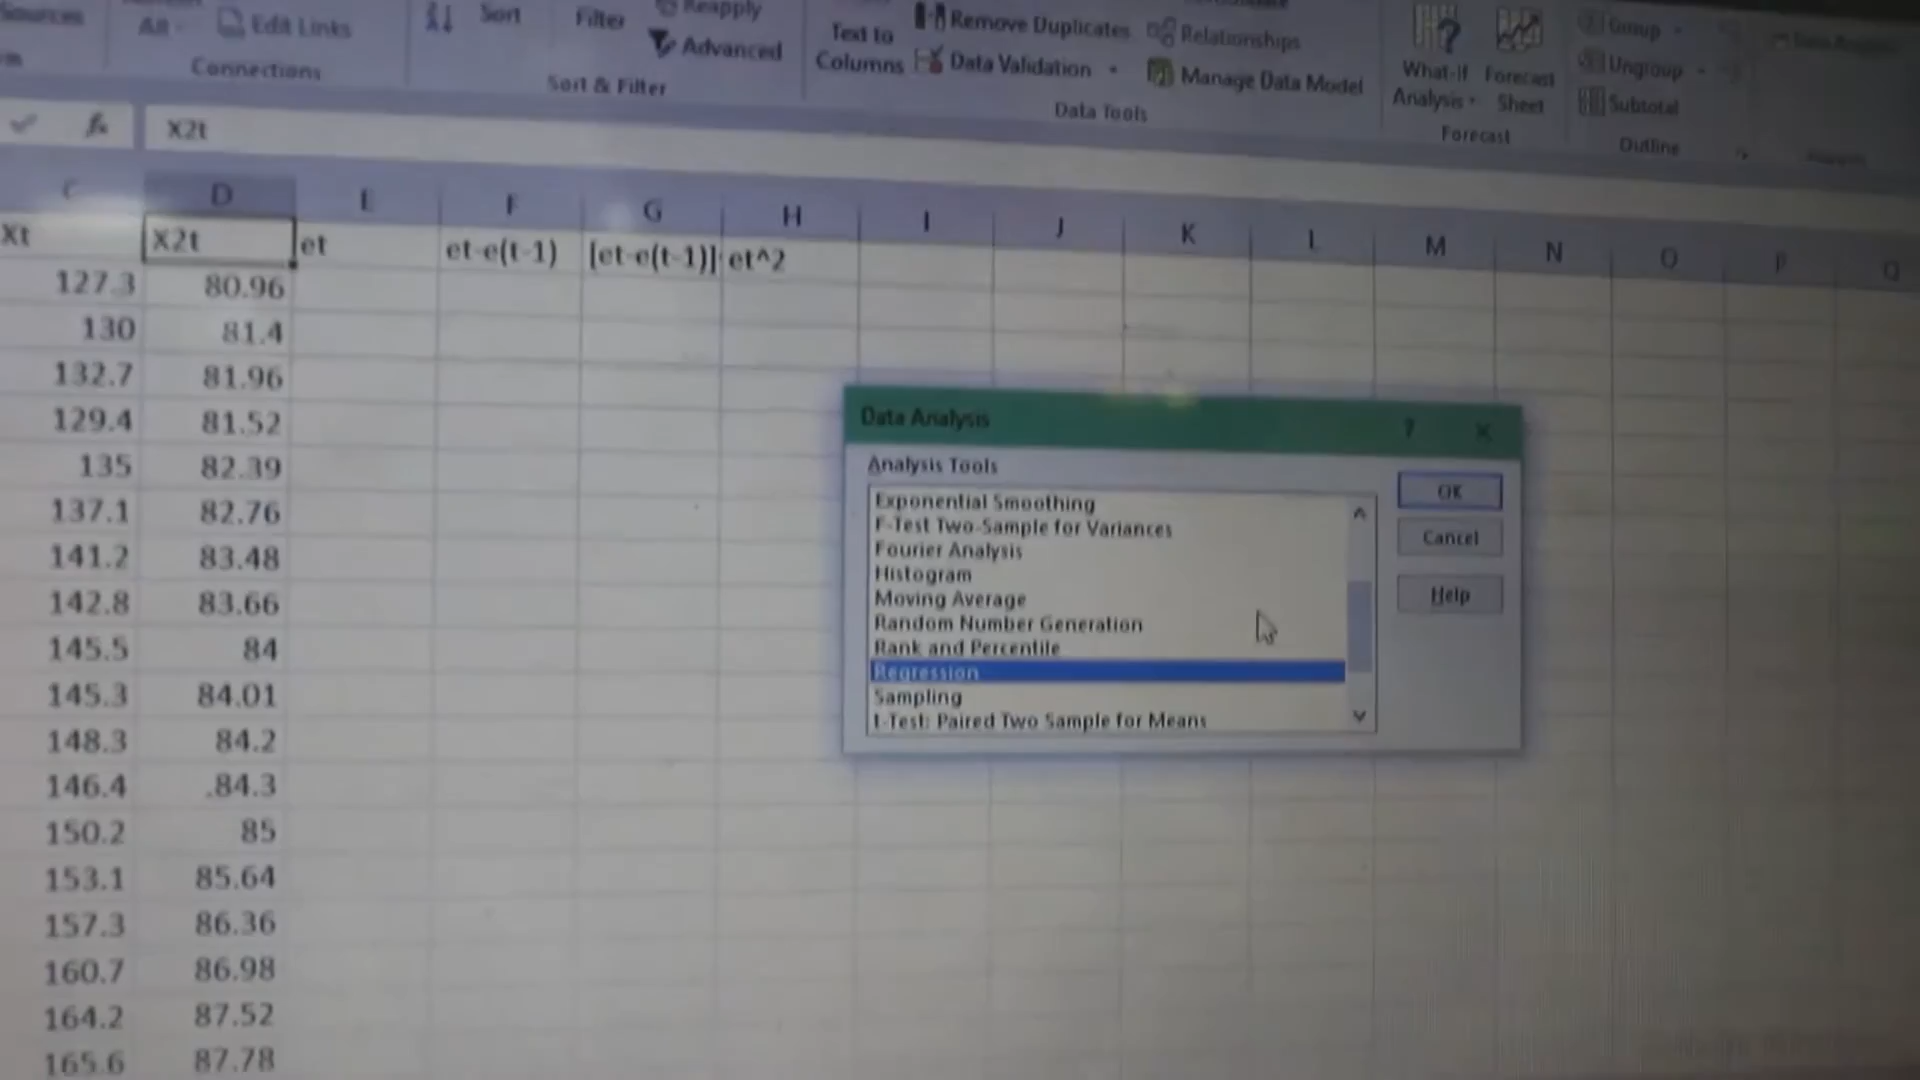 All
Edit Links
Connections
Sort
Filter
Reapply
Advanced
Sort & Filter
Text to
Columns
Remove Duplicates
Data Validation
Relationships
Manage Data Model
Data Tools
What-If
Analysis
Forecast
Sheet
Forecast
Group
Ungroup
Subtotal
Outline
fx X2t
C D E F G H I J K L M N O P Q
Xt X2t et et-e(t-1) [et-e(t-1)] et^2
127.3 80.96
130 81.4
132.7 81.96
129.4 81.52
135 82.39
137.1 82.76
141.2 83.48
142.8 83.66
145.5 84
145.3 84.01
148.3 84.2
146.4 .84.3
150.2 85
153.1 85.64
157.3 86.36
160.7 86.98
164.2 87.52
165.6 87.78
Data Analysis ?
Analysis Tools
Exponential Smoothing
F-Test Two-Sample for Variances
Fourier Analysis
Histogram
Moving Average
Random Number Generation
Rank and Percentile
Regression
Sampling
t-Test: Paired Two Sample for Means
OK
Cancel
Help